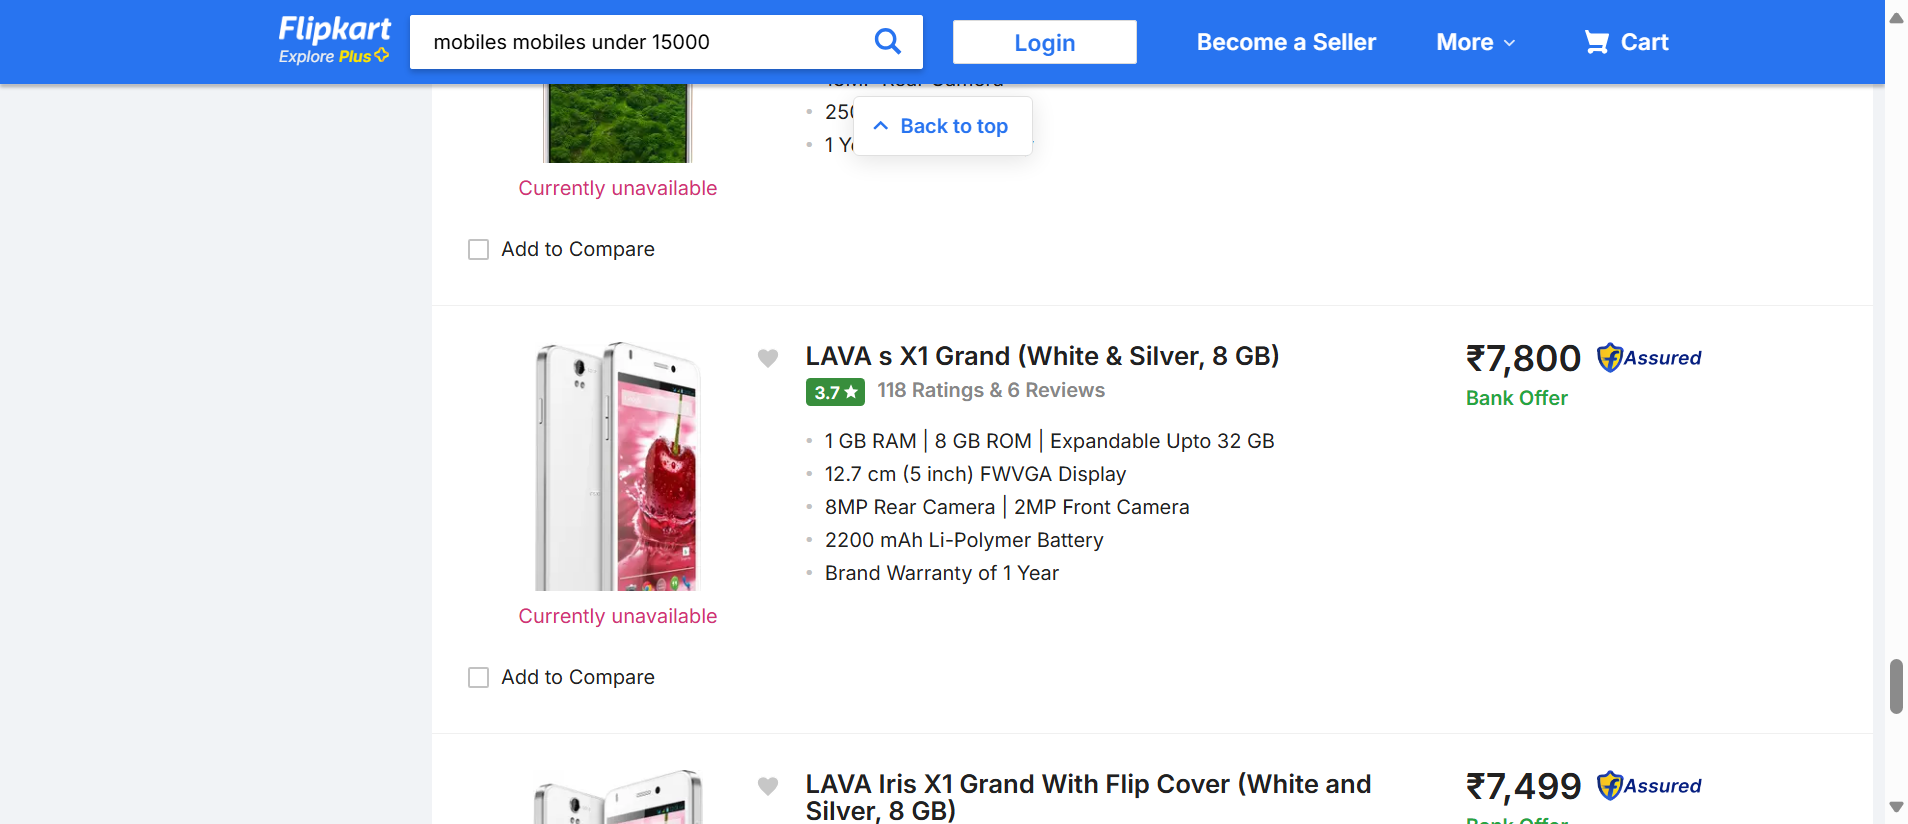 Flipkart
Explore Plus
mobiles mobiles under 15000
Login
Become a Seller
More
Cart
Back to top
Currently unavailable
Add to Compare
LAVA s X1 Grand (White & Silver, 8 GB)
3.7
118 Ratings & 6 Reviews
1 GB RAM | 8 GB ROM | Expandable Upto 32 GB
12.7 cm (5 inch) FWVGA Display
8MP Rear Camera | 2MP Front Camera
2200 mAh Li-Polymer Battery
Brand Warranty of 1 Year
₹7,800
Assured
Bank Offer
Currently unavailable
Add to Compare
LAVA Iris X1 Grand With Flip Cover (White and
Silver, 8 GB)
₹7,499
Assured
Bank Offer